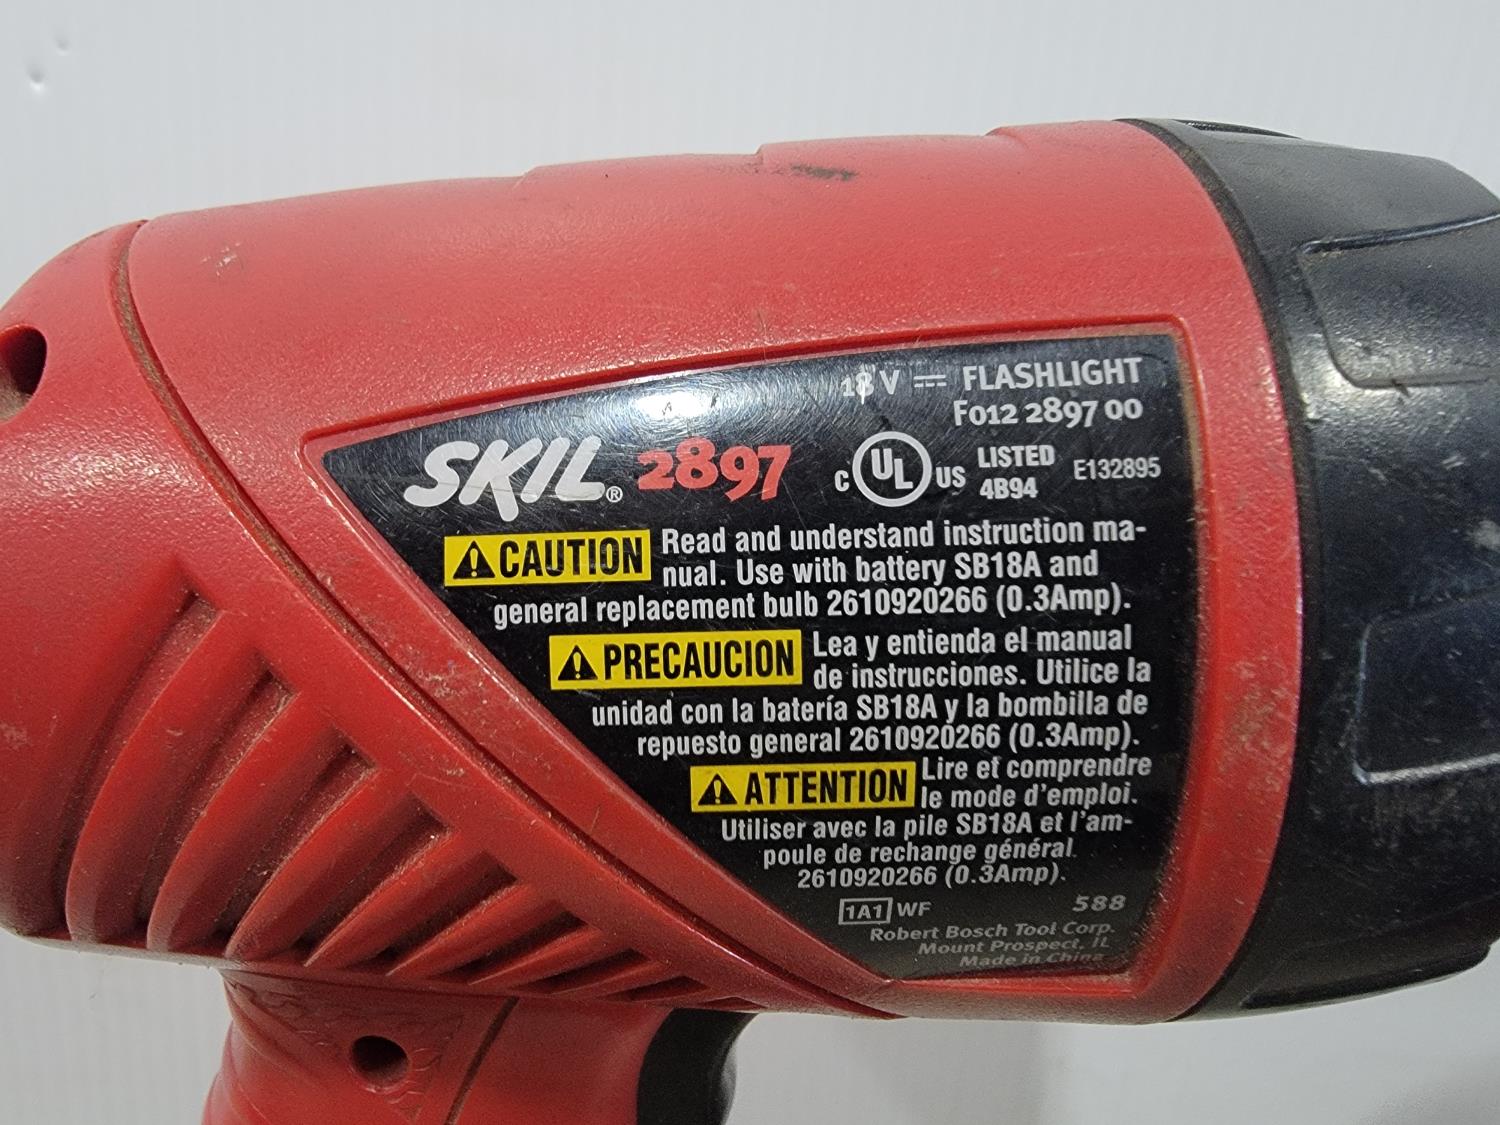 18 V FLASHLIGHT
F012 2897 00
SKIL® 2897 C UL US LISTED 4B94 E132895
⚠ CAUTION Read and understand instruction ma-
nual. Use with battery SB18A and
general replacement bulb 2610920266 (0.3Amp).
⚠ PRECAUCION Lea y entienda el manual
de instrucciones. Utilice la
unidad con la batería SB18A y la bombilla de
repuesto general 2610920266 (0.3Amp).
⚠ ATTENTION Lire et comprendre
le mode d'emploi.
Utiliser avec la pile SB18A et l'am-
poule de rechange général.
2610920266 (0.3Amp).
1A1 WF 588
Robert Bosch Tool Corp.
Mount Prospect, IL
Made in China